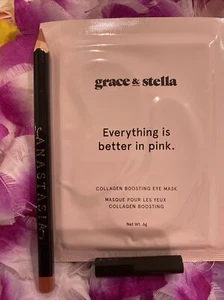 grace & stella
Everything is
better in pink.
COLLAGEN BOOSTING EYE MASK
MASQUE POUR LES YEUX
COLLAGEN BOOSTING
Net Wt. 6g
ANASTASIA